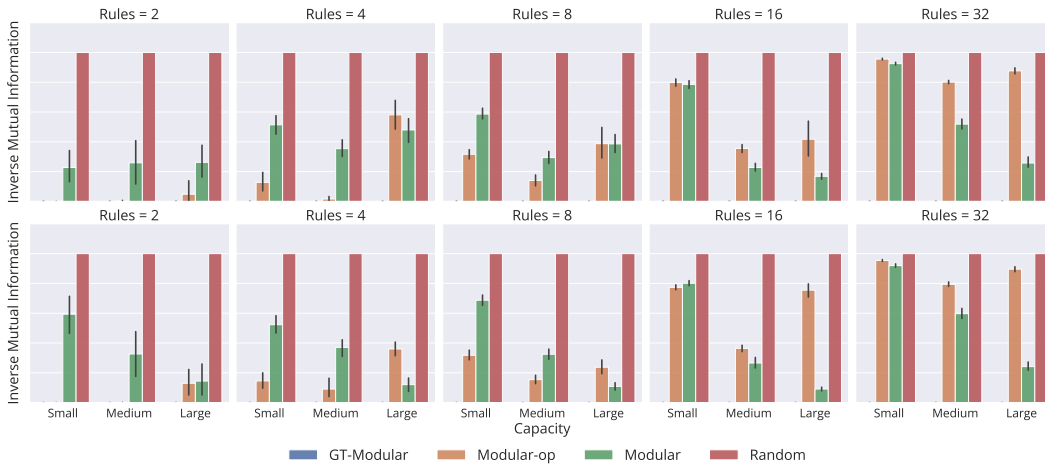 Rules = 2 Rules = 4 Rules = 8 Rules = 16 Rules = 32
Inverse Mutual Information
Rules = 2 Rules = 4 Rules = 8 Rules = 16 Rules = 32
Inverse Mutual Information
Small Medium Large Small Medium Large Small Medium Large Small Medium Large Small Medium Large
Capacity
GT-Modular Modular-op Modular Random